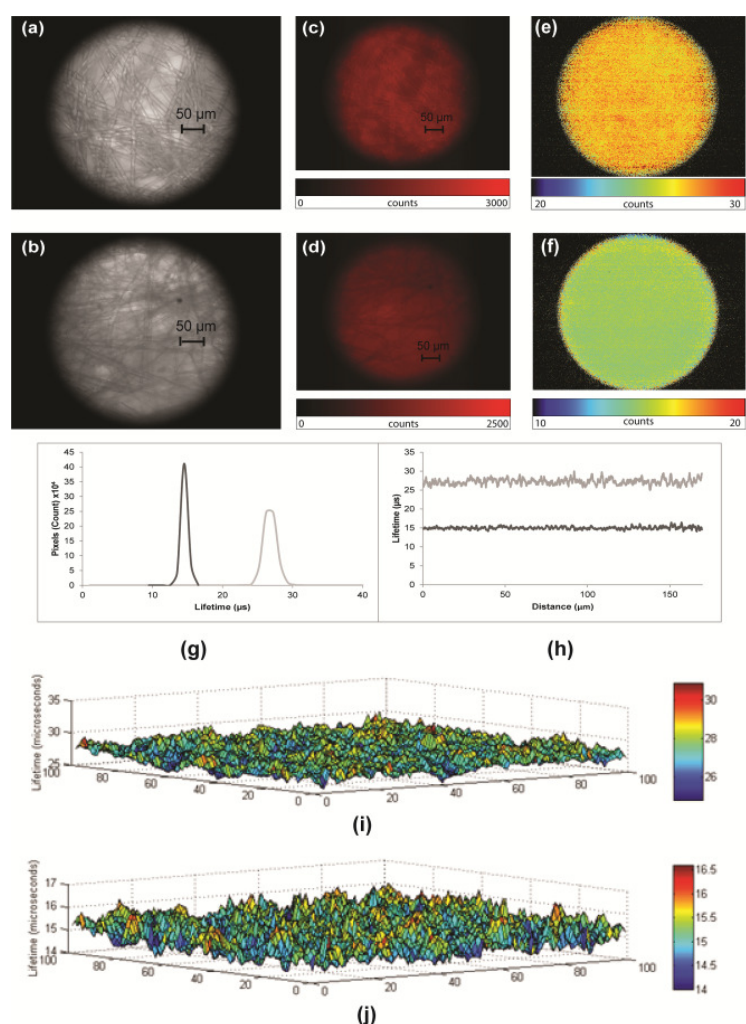 (a)
50 µm
(c)
50 µm
0 3000
counts
(e)
20 30
counts
(b)
50 µm
(d)
50 µm
0 2500
counts
(f)
10 20
counts
45
40
35
30
25
20
15
10
5
0
Pixels (Count) x10³
0 10 20 30 40
Lifetime (µs)
(g)
35
30
25
20
15
10
5
0
Lifetime (µs)
0 50 100 150
Distance (µm)
(h)
Lifetime (microseconds)
35
30
25
100 80 60 40 20 0
0 20 40 60 80 100
30
28
26
(i)
Lifetime (microseconds)
17
16
15
14
100 80 60 40 20 0
0 20 40 60 80 100
16.5
16
15.5
15
14.5
14
(j)